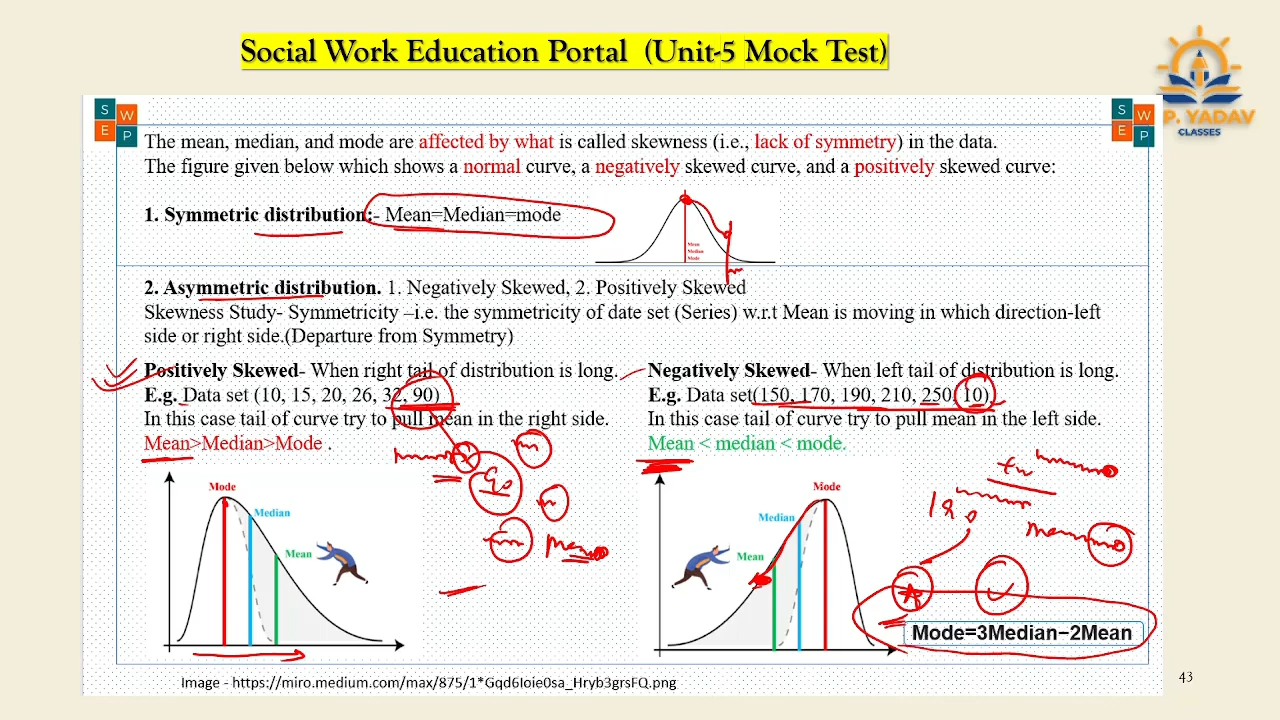 Social Work Education Portal (Unit-5 Mock Test)
P. YADAV
CLASSES
S W
E P
S W
E P
The mean, median, and mode are affected by what is called skewness (i.e., lack of symmetry) in the data.
The figure given below which shows a normal curve, a negatively skewed curve, and a positively skewed curve:
1. Symmetric distribution:- Mean=Median=mode
Mean
Median
Mode
2. Asymmetric distribution. 1. Negatively Skewed, 2. Positively Skewed
Skewness Study- Symmetricity –i.e. the symmetricity of date set (Series) w.r.t Mean is moving in which direction-left
side or right side.(Departure from Symmetry)
Positively Skewed- When right tail of distribution is long.
E.g. Data set (10, 15, 20, 26, 32, 90)
In this case tail of curve try to pull mean in the right side.
Mean>Median>Mode .
Mode
Median
Mean
90
Negatively Skewed- When left tail of distribution is long.
E.g. Data set(150, 170, 190, 210, 250, 10)
In this case tail of curve try to pull mean in the left side.
Mean < median < mode.
Mode
Median
Mean
Mode=3Median−2Mean
Image - https://miro.medium.com/max/875/1*Gqd6Ioie0sa_Hryb3grsFQ.png
43